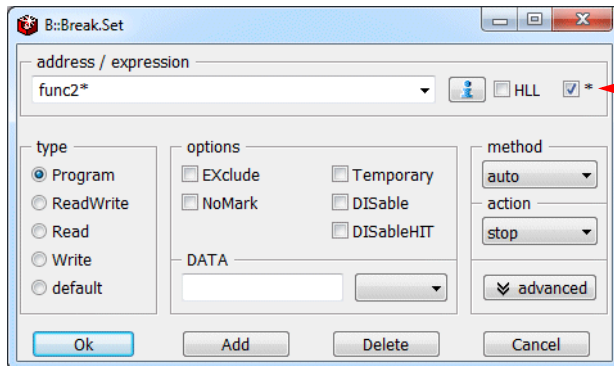 B::Break.Set
address / expression
func2*
i HLL *
type
Program
ReadWrite
Read
Write
default
options
EXclude Temporary
NoMark DISable
DISableHIT
DATA
method
auto
action
stop
advanced
Ok Add Delete Cancel